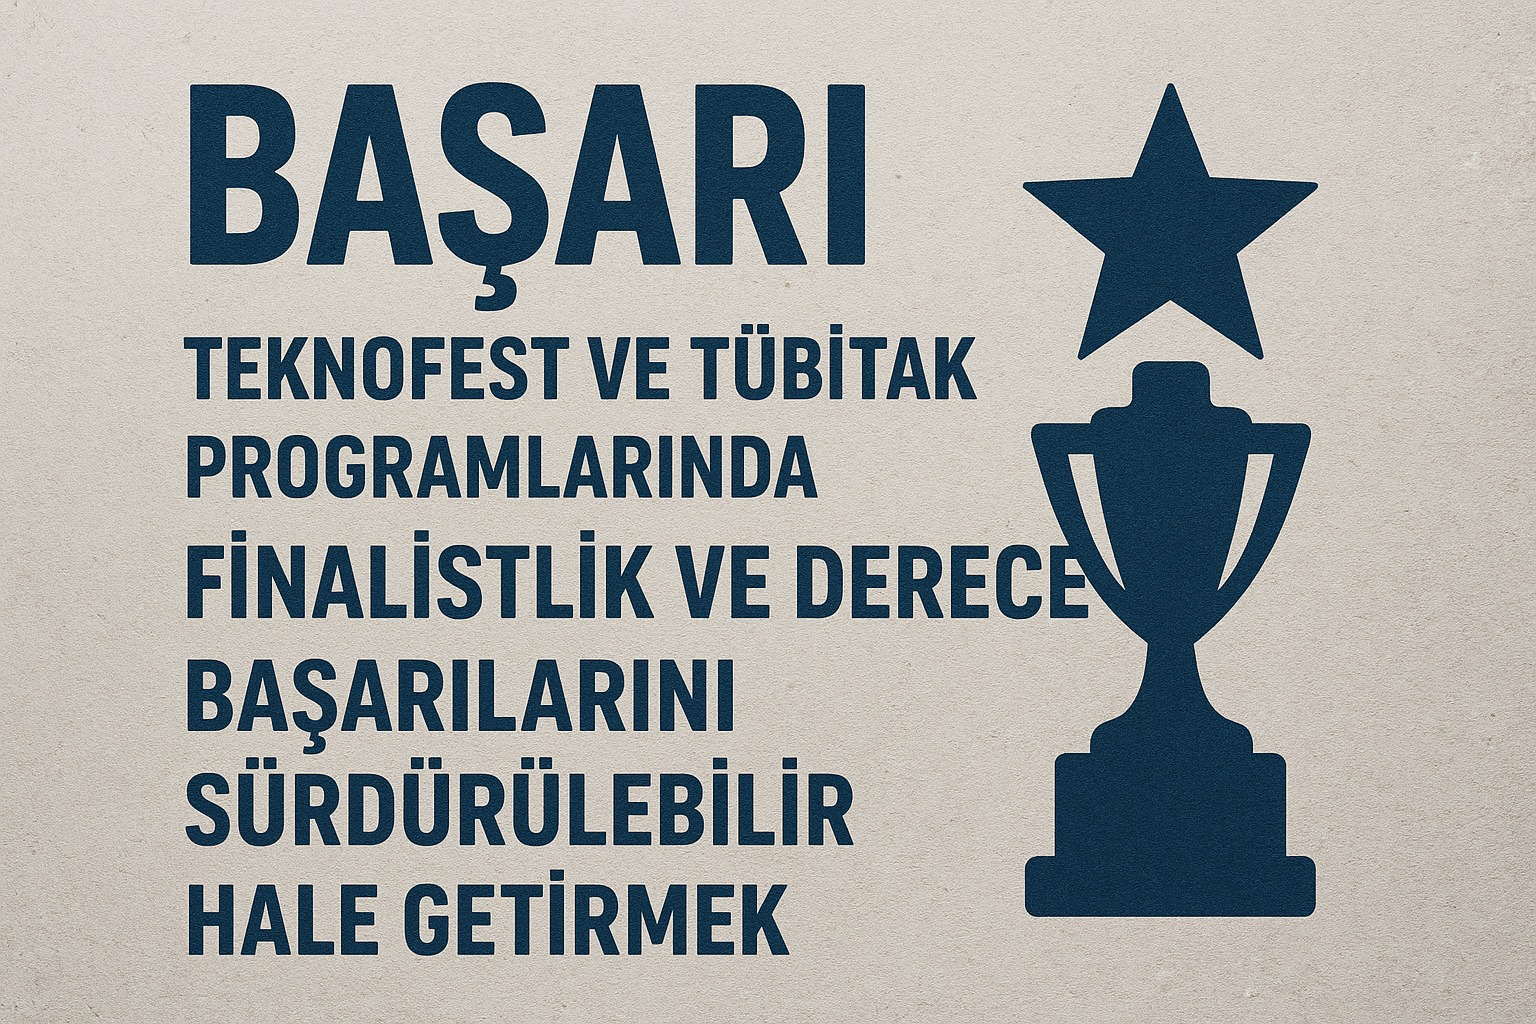 BAŞARI
TEKNOFEST VE TÜBİTAK
PROGRAMLARINDA
FİNALİSTLİK VE DERECE
BAŞARILARINI
SÜRDÜRÜLEBİLİR
HALE GETİRMEK